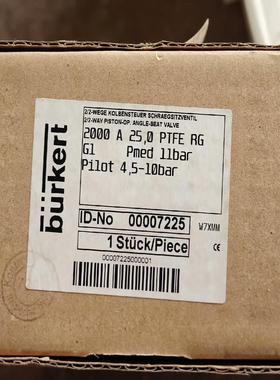 bürkert
2/2-WEGE KOLBENSTEUER SCHRAEGSITZVENTIL
2/2-WAY PISTON-OP. ANGLE-SEAT VALVE
2000 A 25,0 PTFE RG
G1 Pmed 11bar
Pilot 4,5-10bar
ID-No 00007225
W7XMM
1 Stück/Piece
CE
00007225000001